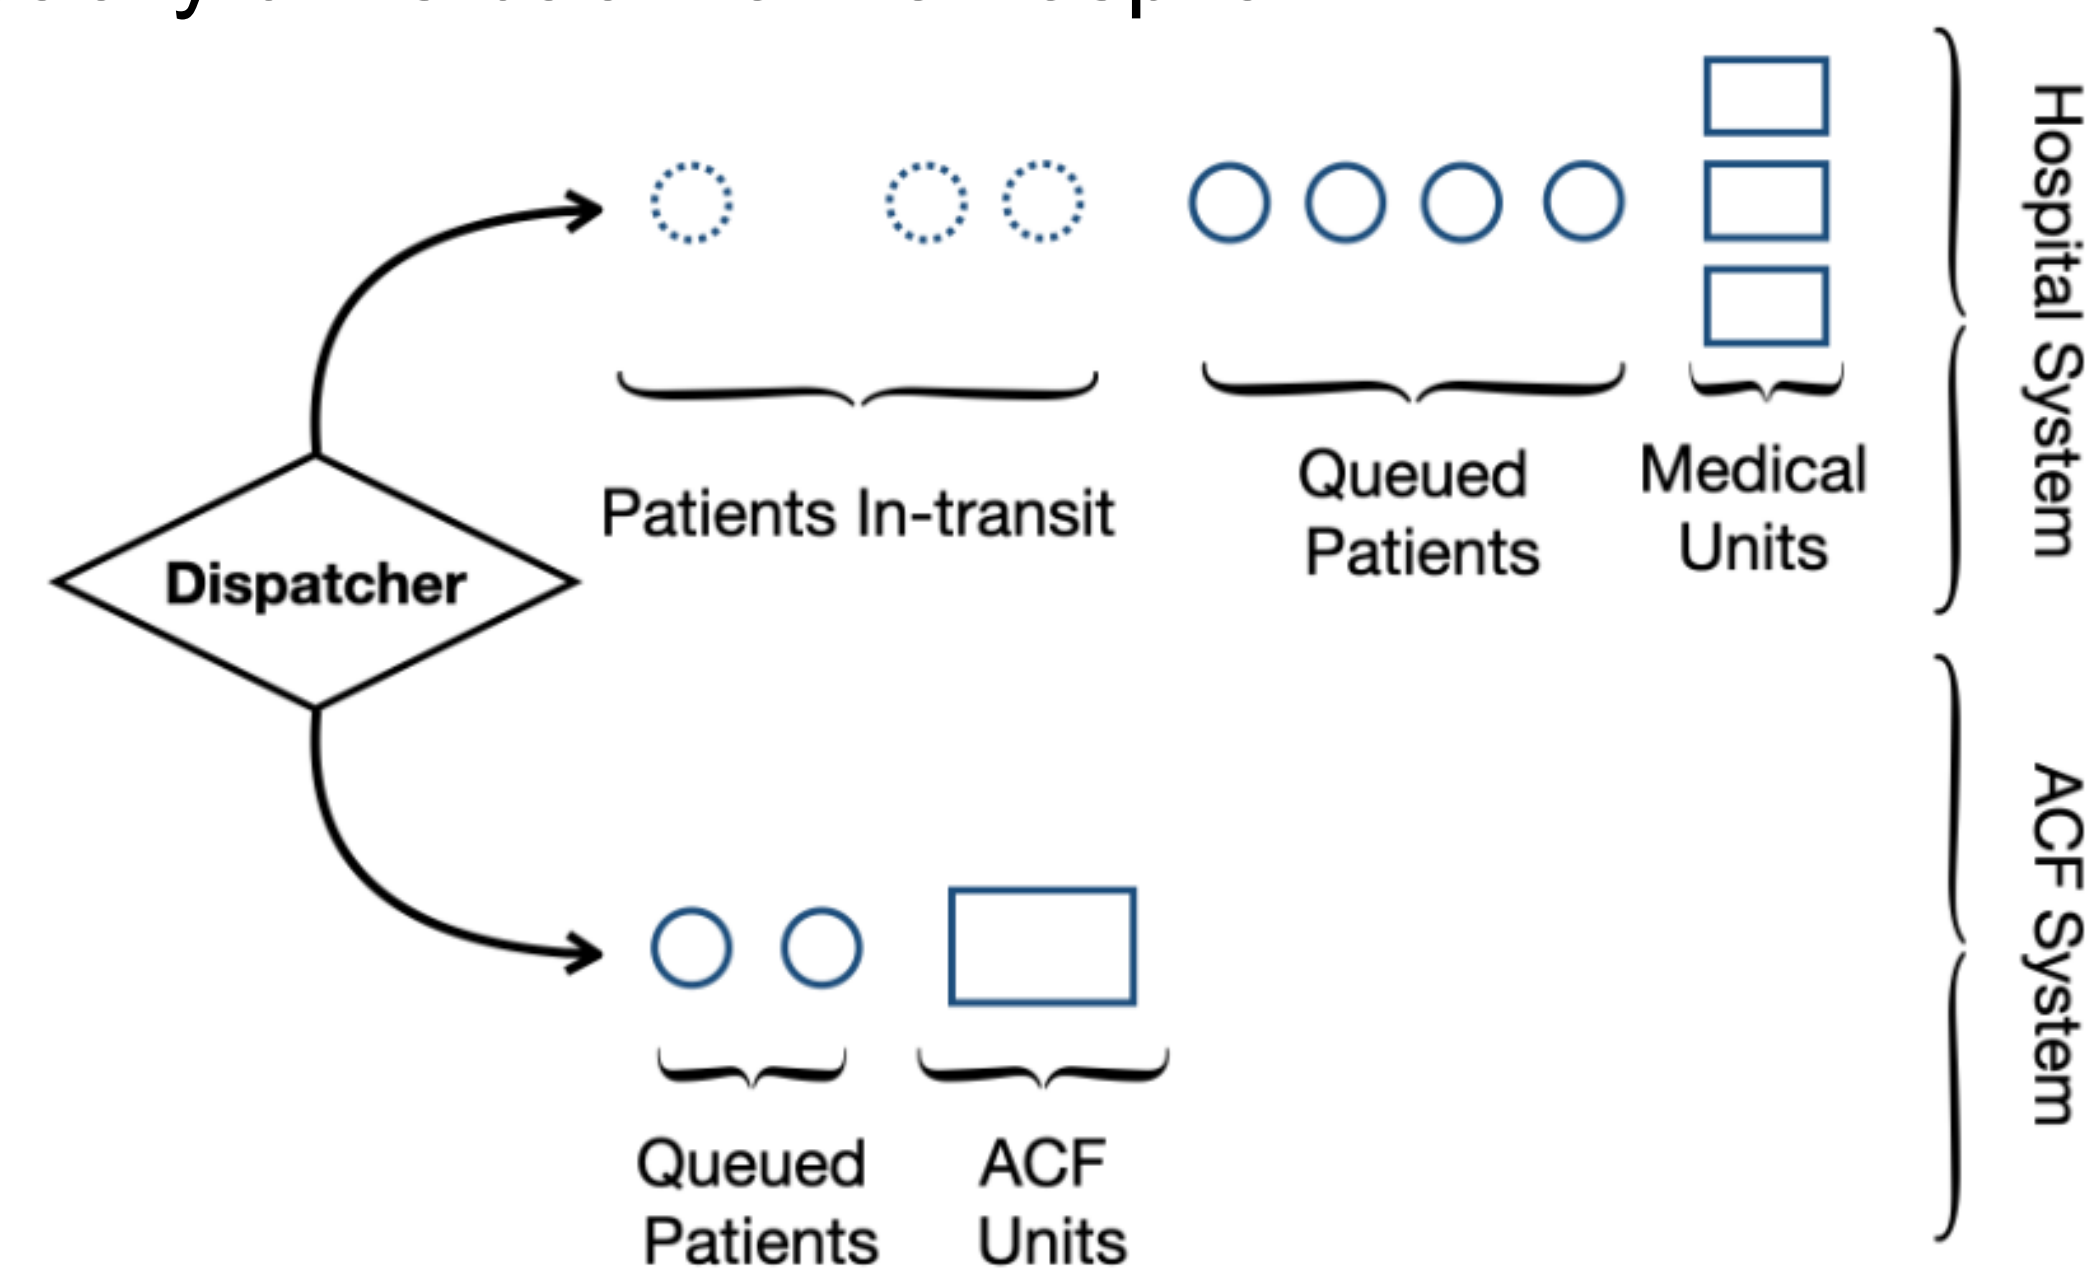 Hospital System
Patients In-transit
Queued
Patients
Medical
Units
Dispatcher
ACF System
Queued
Patients
ACF
Units